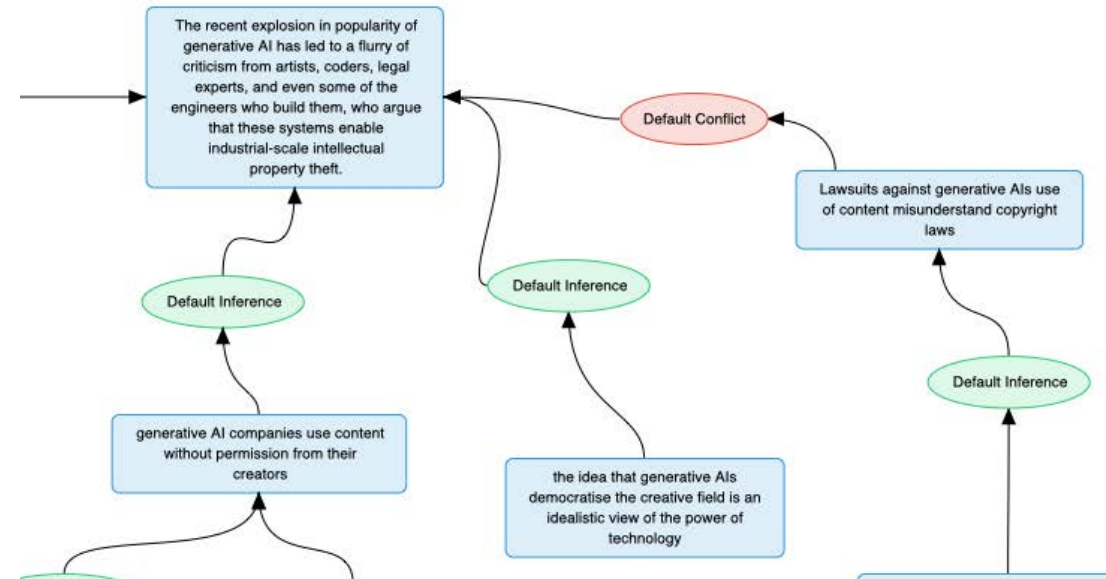 The recent explosion in popularity of
generative AI has led to a flurry of
criticism from artists, coders, legal
experts, and even some of the
engineers who build them, who argue
that these systems enable
industrial-scale intellectual
property theft.
Default Conflict
Lawsuits against generative AIs use
of content misunderstand copyright
laws
Default Inference
Default Inference
Default Inference
generative AI companies use content
without permission from their
creators
the idea that generative AIs
democratise the creative field is an
idealistic view of the power of
technology